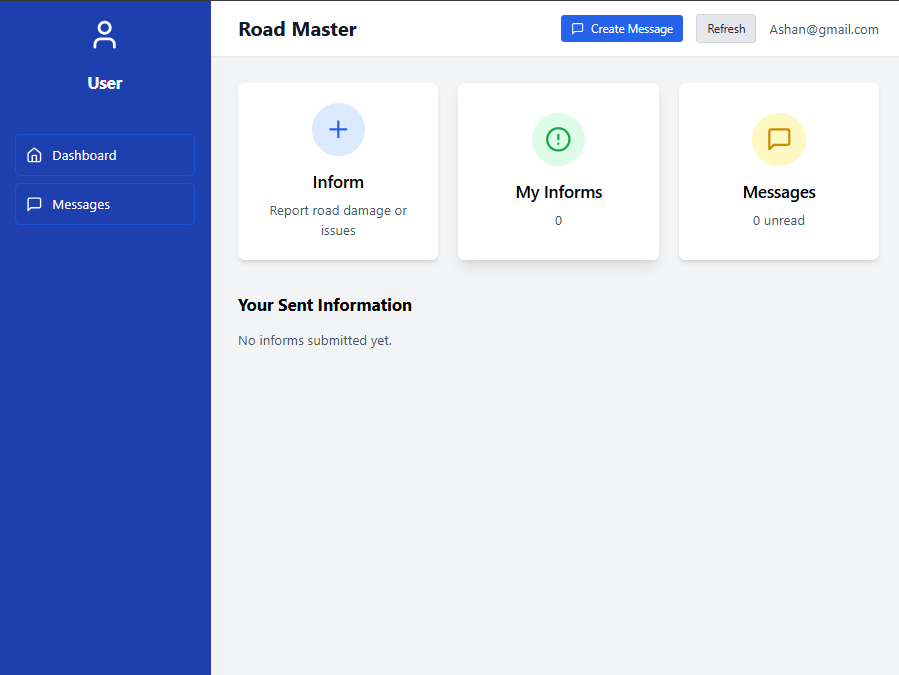 User
Dashboard
Messages
Road Master
Create Message
Refresh
Ashan@gmail.com
Inform
Report road damage or
issues
My Informs
0
Messages
0 unread
Your Sent Information
No informs submitted yet.